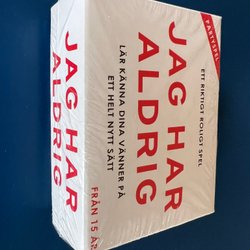 PARTYSPEL
ETT RIKTIGT ROLIGT SPEL
JAG HAR
ALDRIG
LÄR KÄNNA DINA VÄNNER PÅ
ETT HELT NYTT SÄTT
FRÅN 15 ÅR
JAG HAR
ALDRIG